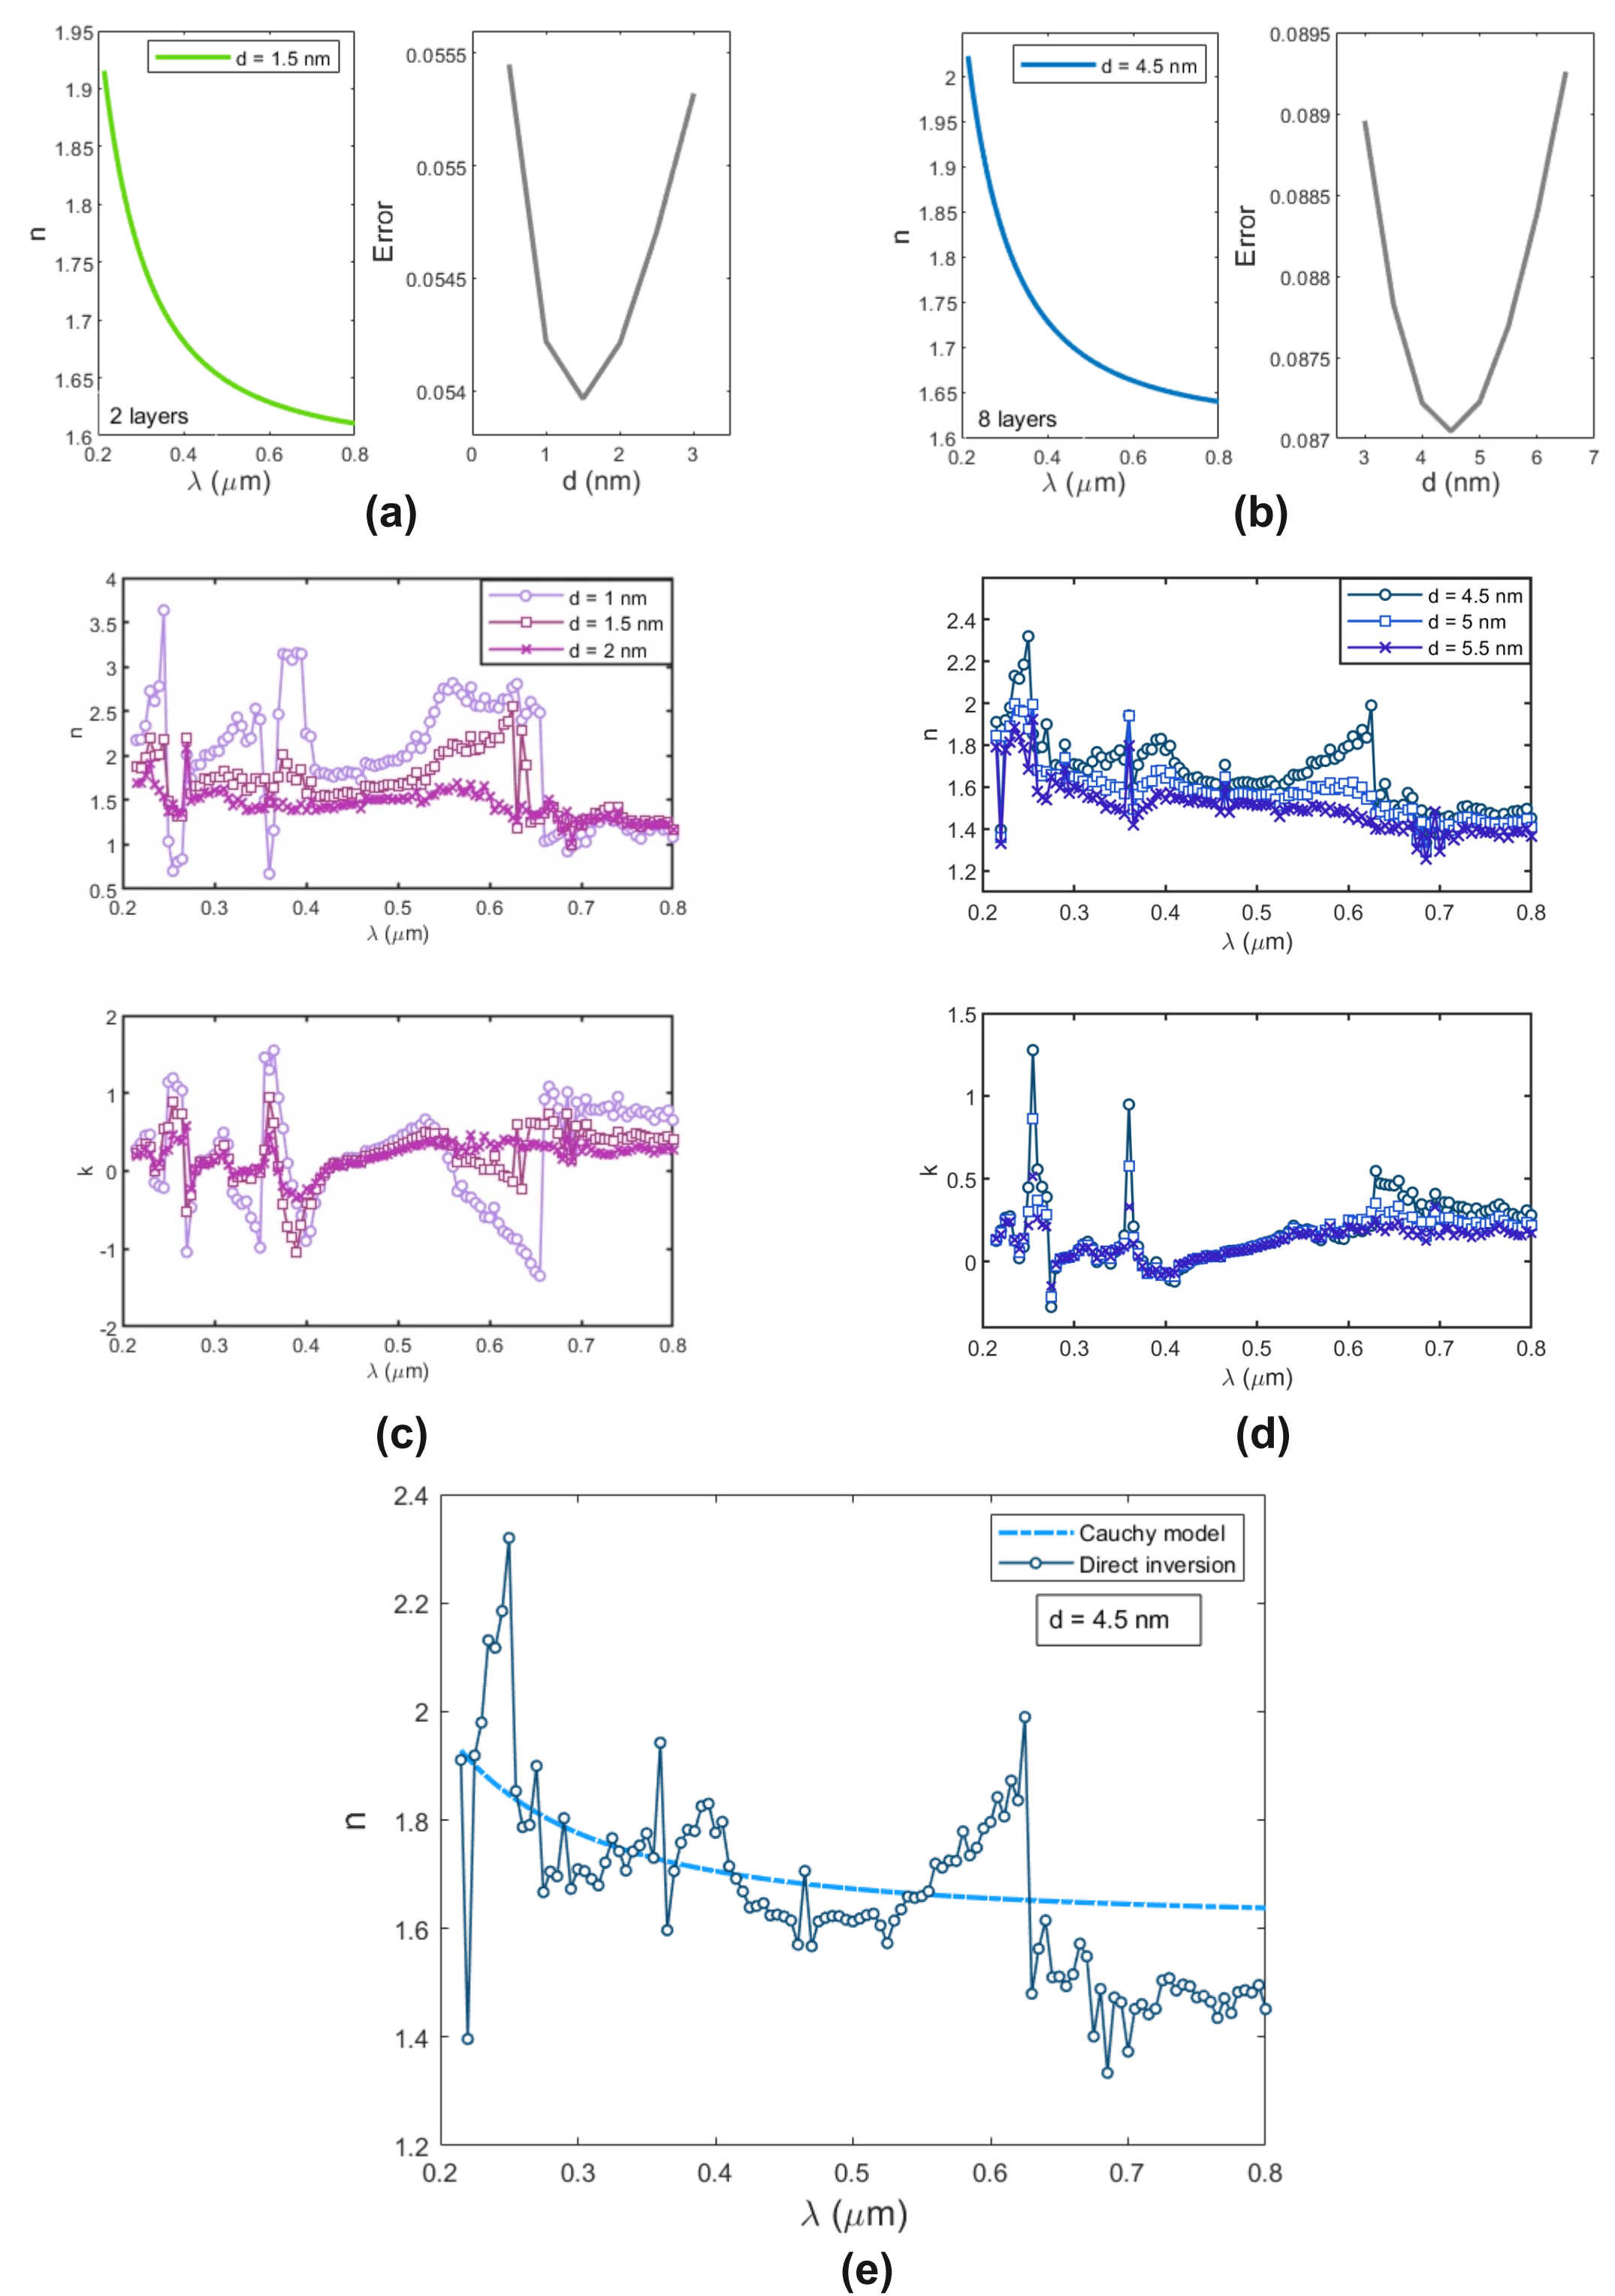 1.95
1.9
1.85
1.8
1.75
1.7
1.65
1.6
n
d = 1.5 nm
2 layers
0.2 0.4 0.6 0.8
λ (μm)
0.0555
0.055
0.0545
0.054
Error
0 1 2 3
d (nm)
(a)
2
1.95
1.9
1.85
1.8
1.75
1.7
1.65
1.6
n
d = 4.5 nm
8 layers
0.2 0.4 0.6 0.8
λ (μm)
0.0895
0.089
0.0885
0.088
0.0875
0.087
Error
3 4 5 6 7
d (nm)
(b)
4
3.5
3
2.5
2
1.5
1
0.5
n
d = 1 nm
d = 1.5 nm
d = 2 nm
0.2 0.3 0.4 0.5 0.6 0.7 0.8
λ (μm)
2
1
0
-1
-2
k
0.2 0.3 0.4 0.5 0.6 0.7 0.8
λ (μm)
(c)
2.4
2.2
2
1.8
1.6
1.4
1.2
n
d = 4.5 nm
d = 5 nm
d = 5.5 nm
0.2 0.3 0.4 0.5 0.6 0.7 0.8
λ (μm)
1.5
1
0.5
0
k
0.2 0.3 0.4 0.5 0.6 0.7 0.8
λ (μm)
(d)
2.4
2.2
2
1.8
1.6
1.4
1.2
n
Cauchy model
Direct inversion
d = 4.5 nm
0.2 0.3 0.4 0.5 0.6 0.7 0.8
λ (μm)
(e)